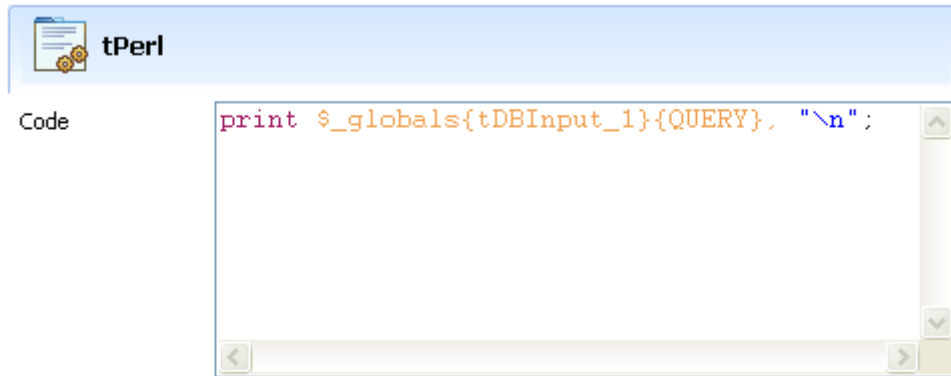 tPerl
Code
print $_globals{tDBInput_1}{QUERY}, "\n";